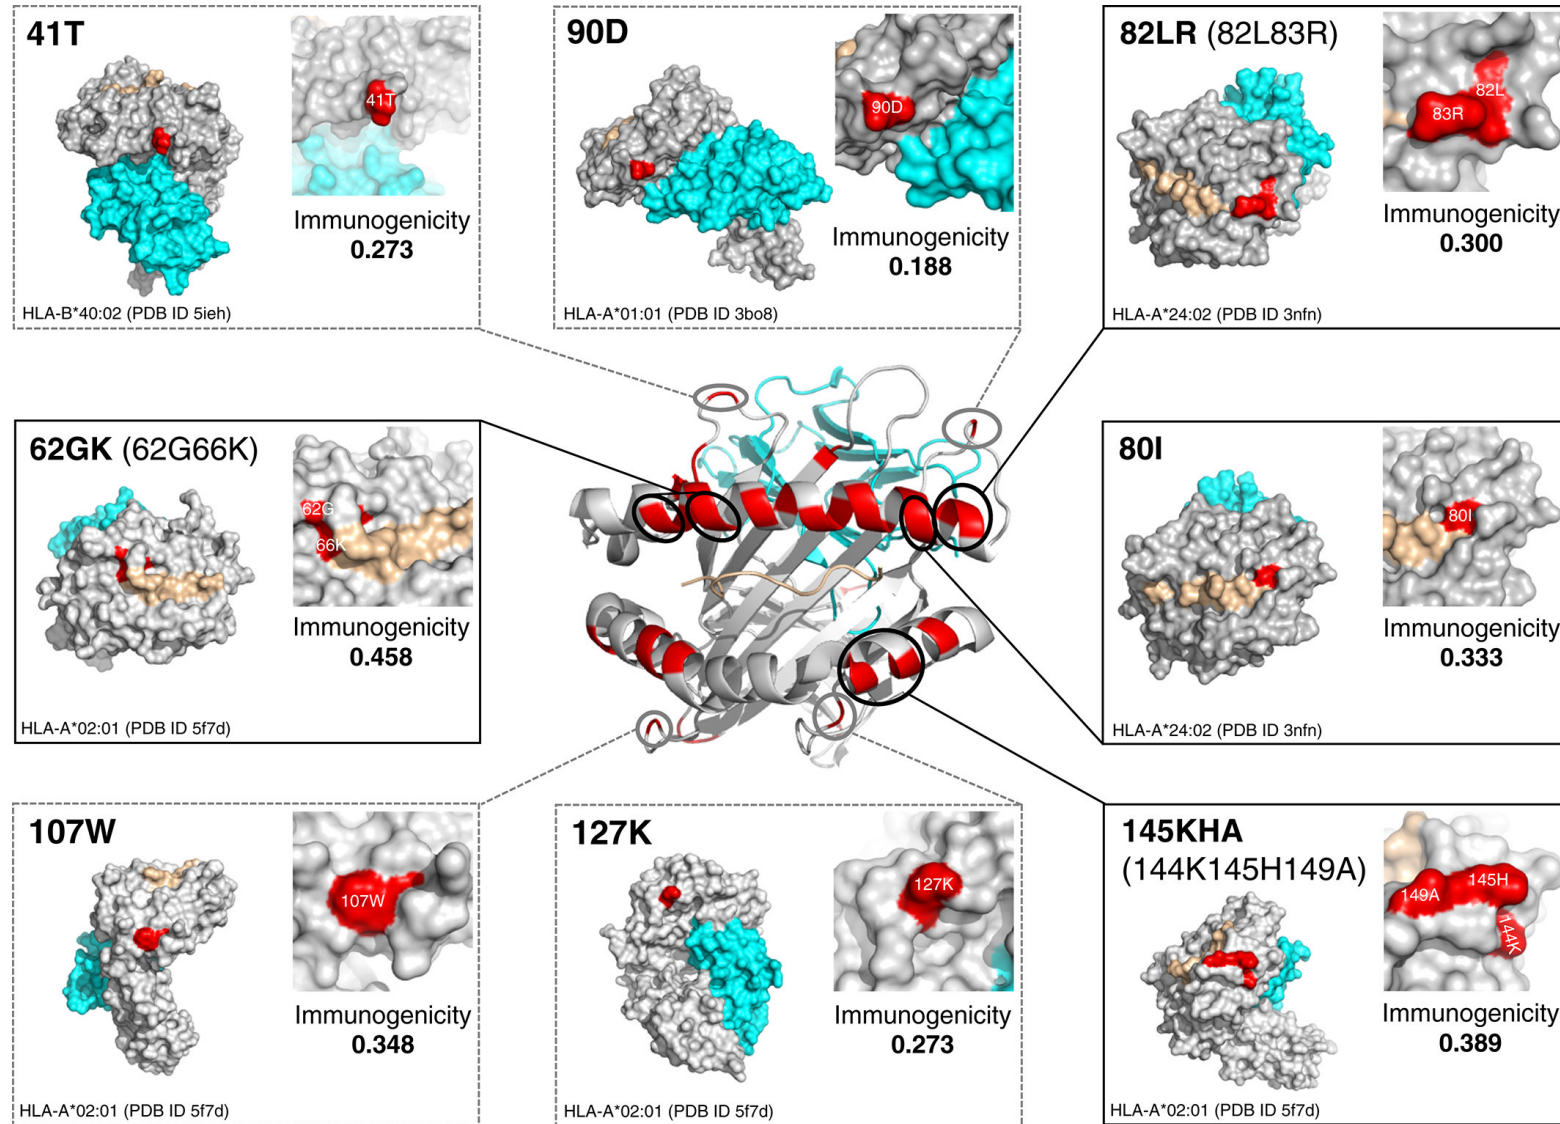 41T
41T
Immunogenicity
0.273
HLA-B*40:02 (PDB ID 5ieh)
90D
90D
Immunogenicity
0.188
HLA-A*01:01 (PDB ID 3bo8)
82LR (82L83R)
82L
83R
Immunogenicity
0.300
HLA-A*24:02 (PDB ID 3nfn)
62GK (62G66K)
62G
66K
Immunogenicity
0.458
HLA-A*02:01 (PDB ID 5f7d)
80I
80I
Immunogenicity
0.333
HLA-A*24:02 (PDB ID 3nfn)
107W
107W
Immunogenicity
0.348
HLA-A*02:01 (PDB ID 5f7d)
127K
127K
Immunogenicity
0.273
HLA-A*02:01 (PDB ID 5f7d)
145KHA
(144K145H149A)
145H
149A
144K
Immunogenicity
0.389
HLA-A*02:01 (PDB ID 5f7d)